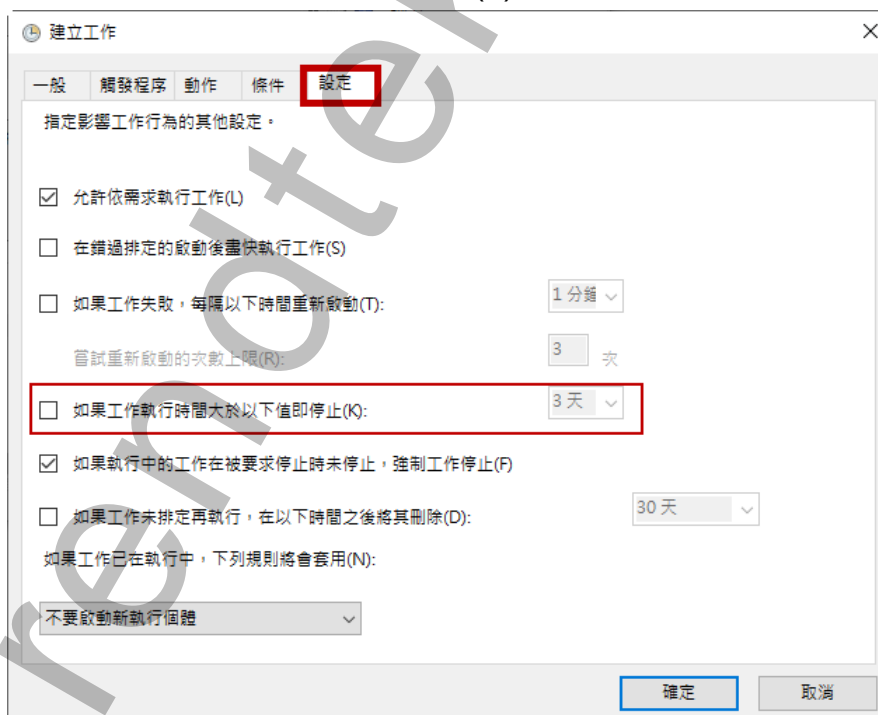 建立工作
一般 觸發程序 動作 條件 設定
指定影響工作行為的其他設定。
允許依需求執行工作(L)
在錯過排定的啟動後盡快執行工作(S)
如果工作失敗，每隔以下時間重新啟動(T): 1 分鐘
嘗試重新啟動的次數上限(R): 3 次
如果工作執行時間大於以下值即停止(K): 3 天
如果執行中的工作在被要求停止時未停止，強制工作停止(F)
如果工作未排定再執行，在以下時間之後將其刪除(D): 30 天
如果工作已在執行中，下列規則將會套用(N):
不要啟動新執行個體
確定 取消